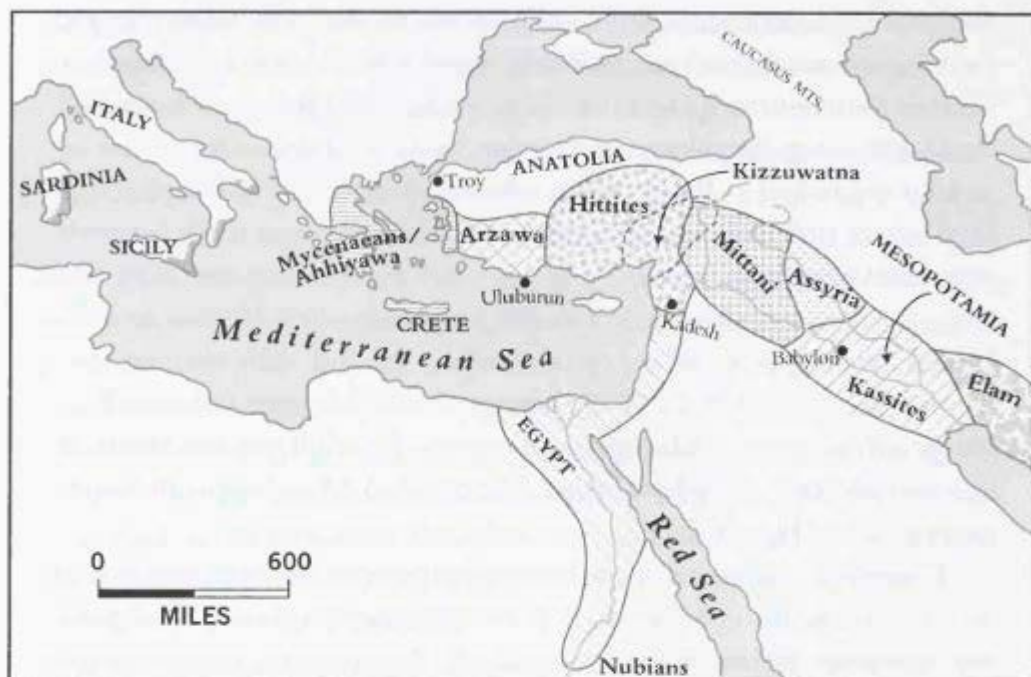 CAUCASUS MTS.
ITALY
SARDINIA
SICILY
ANATOLIA
Troy
Kizzuwatna
Hittites
Arzawa
Mycenaeans/
Ahhiyawa
Mittani
Assyria
MESOPOTAMIA
Uluburun
Kadesh
CRETE
Mediterranean Sea
Babylon
Kassites
Elam
EGYPT
Red Sea
0 600
MILES
Nubians